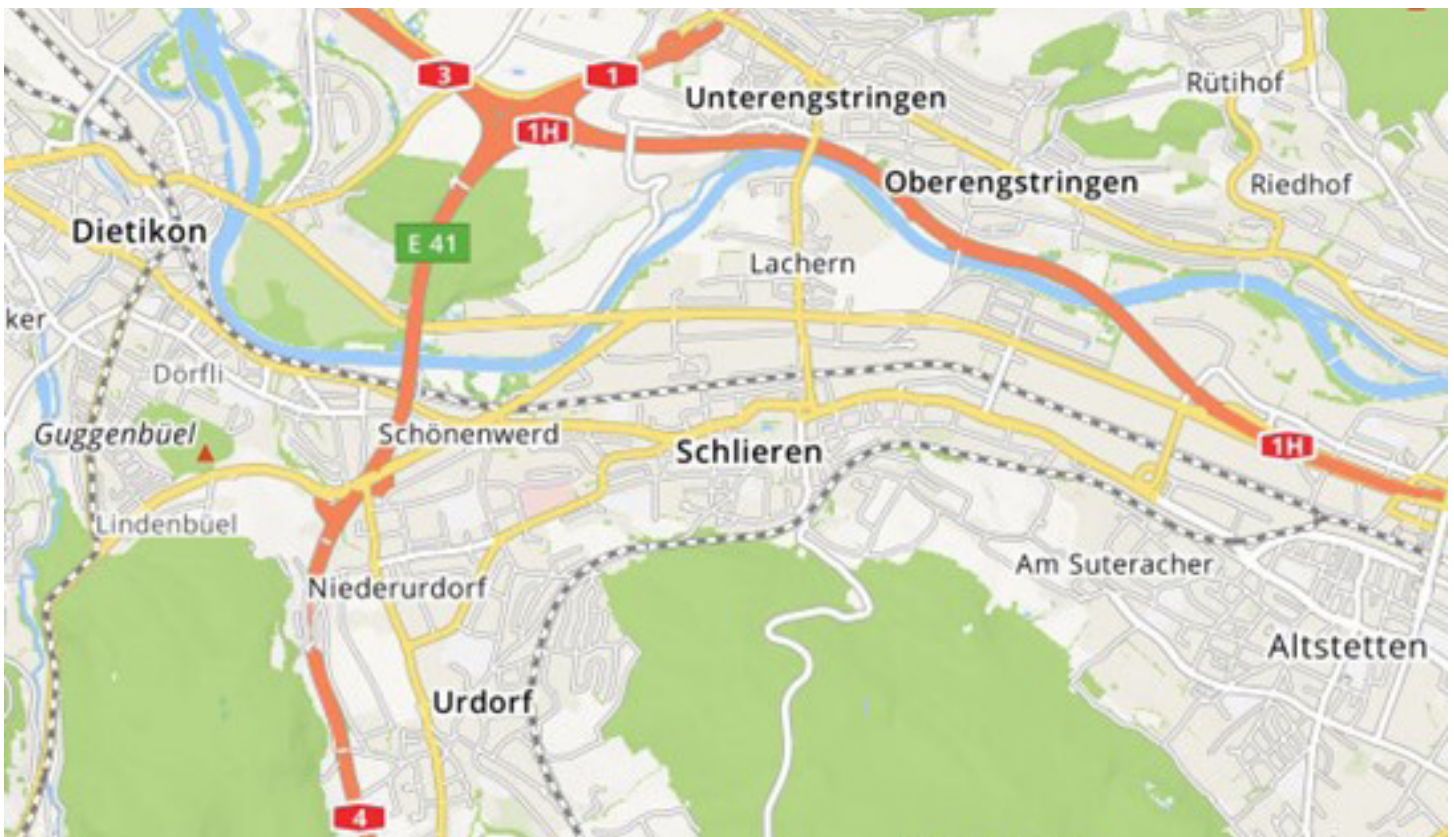 3
1
Rütihof
Unterengstringen
1H
Oberengstringen
Riedhof
Dietikon
E 41
Lachern
ker
Dörfli
Guggenbüel
Schönenwerd
Schlieren
1H
Lindenbüel
Am Suteracher
Niederurdorf
Altstetten
Urdorf
4